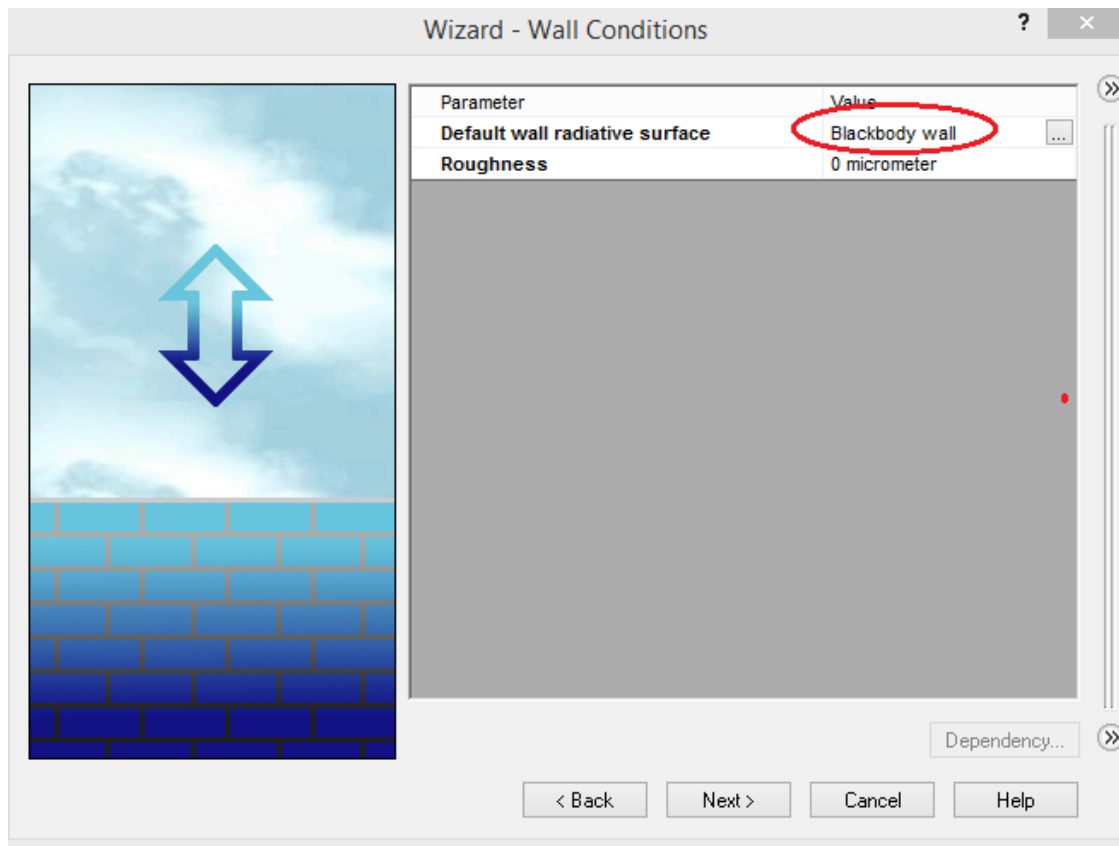 Wizard - Wall Conditions ?
Parameter Value
Default wall radiative surface Blackbody wall ...
Roughness 0 micrometer
Dependency...
< Back Next > Cancel Help